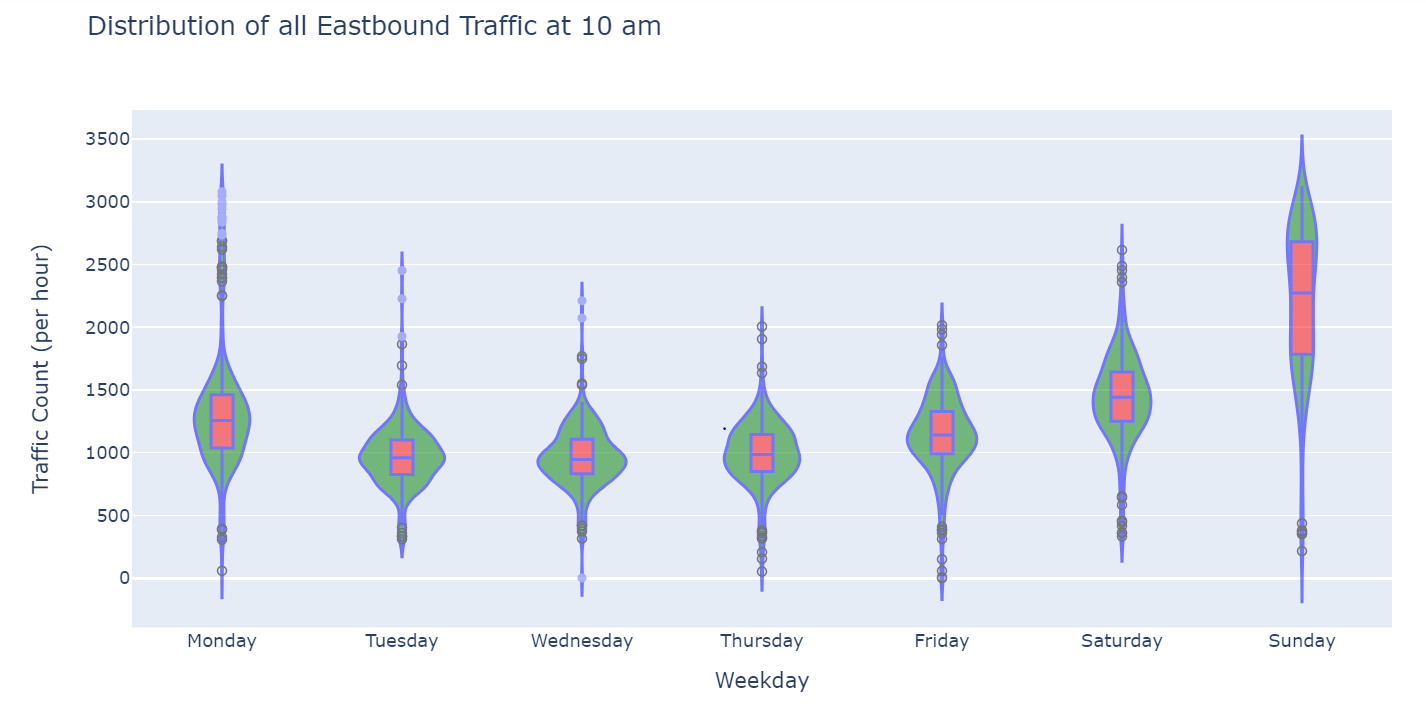 Distribution of all Eastbound Traffic at 10 am
3500
3000
2500
2000
1500
1000
500
0
Traffic Count (per hour)
Monday Tuesday Wednesday Thursday Friday Saturday Sunday
Weekday